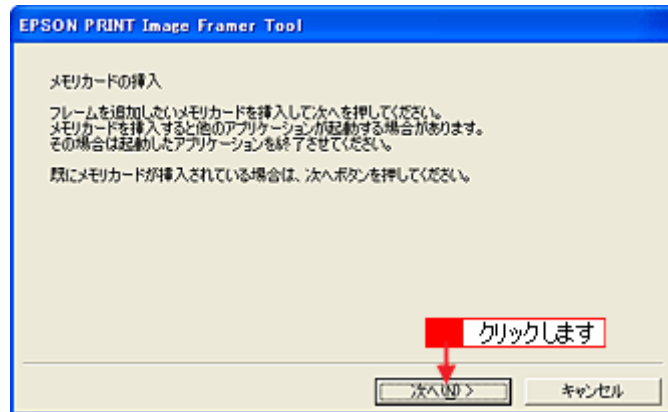 EPSON PRINT Image Framer Tool
メモリカードの挿入
フレームを追加したいメモリカードを挿入して次へを押してください。
メモリカードを挿入すると他のアプリケーションが起動する場合があります。
その場合は起動したアプリケーションを終了させてください。
既にメモリカードが挿入されている場合は、次へボタンを押してください。
クリックします
次へ(N) >
キャンセル